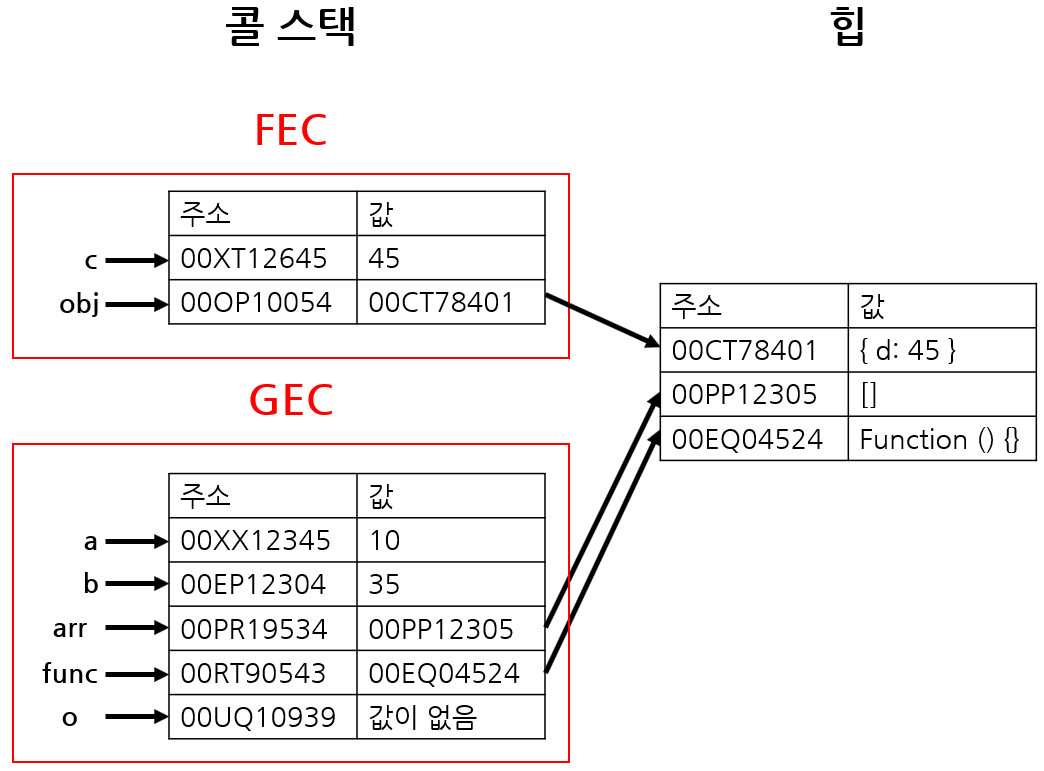 콜 스택
힙
FEC
주소 값
c 00XT12645 45
obj 00OP10054 00CT78401
주소 값
00CT78401 { d: 45 }
00PP12305 []
00EQ04524 Function () {}
GEC
주소 값
a 00XX12345 10
b 00EP12304 35
arr 00PR19534 00PP12305
func 00RT90543 00EQ04524
o 00UQ10939 값이 없음